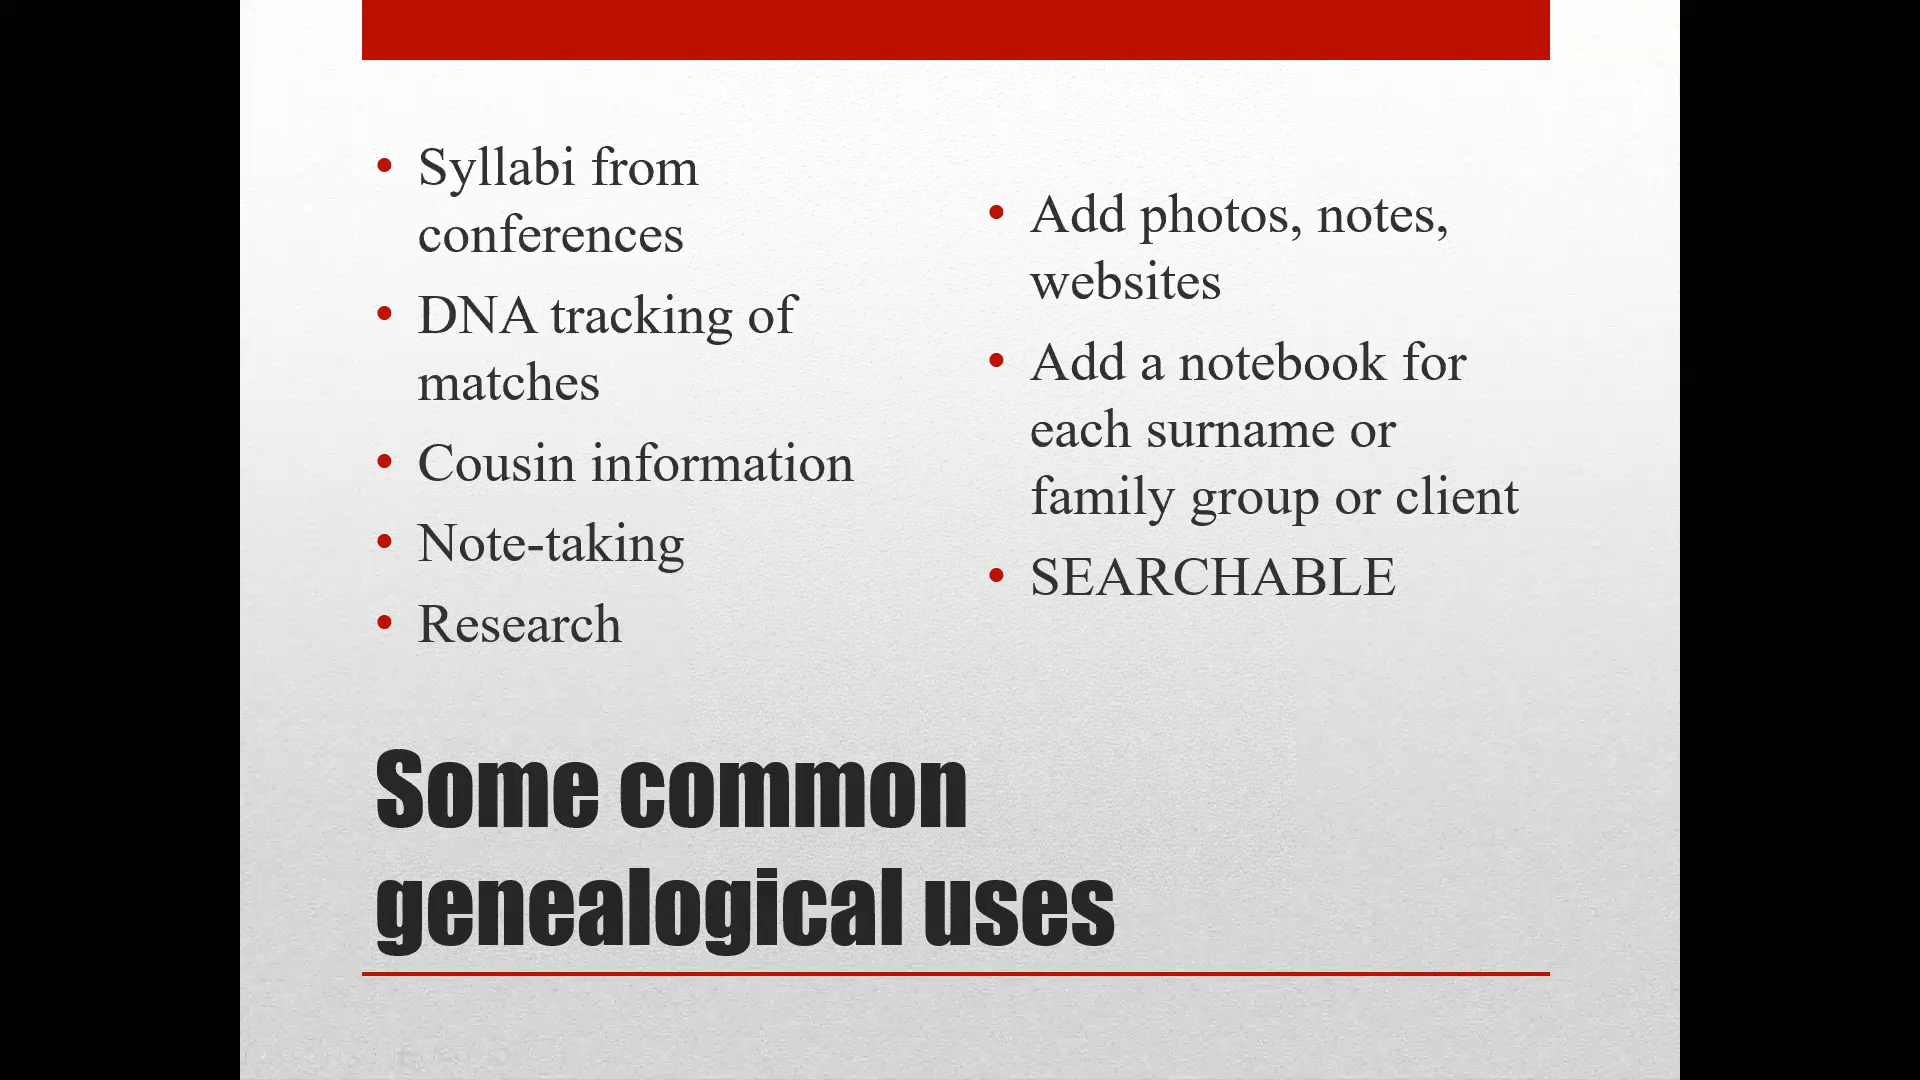 • Syllabi from
conferences
• DNA tracking of
matches
• Cousin information
• Note-taking
• Research
• Add photos, notes,
websites
• Add a notebook for
each surname or
family group or client
• SEARCHABLE
Some common
genealogical uses